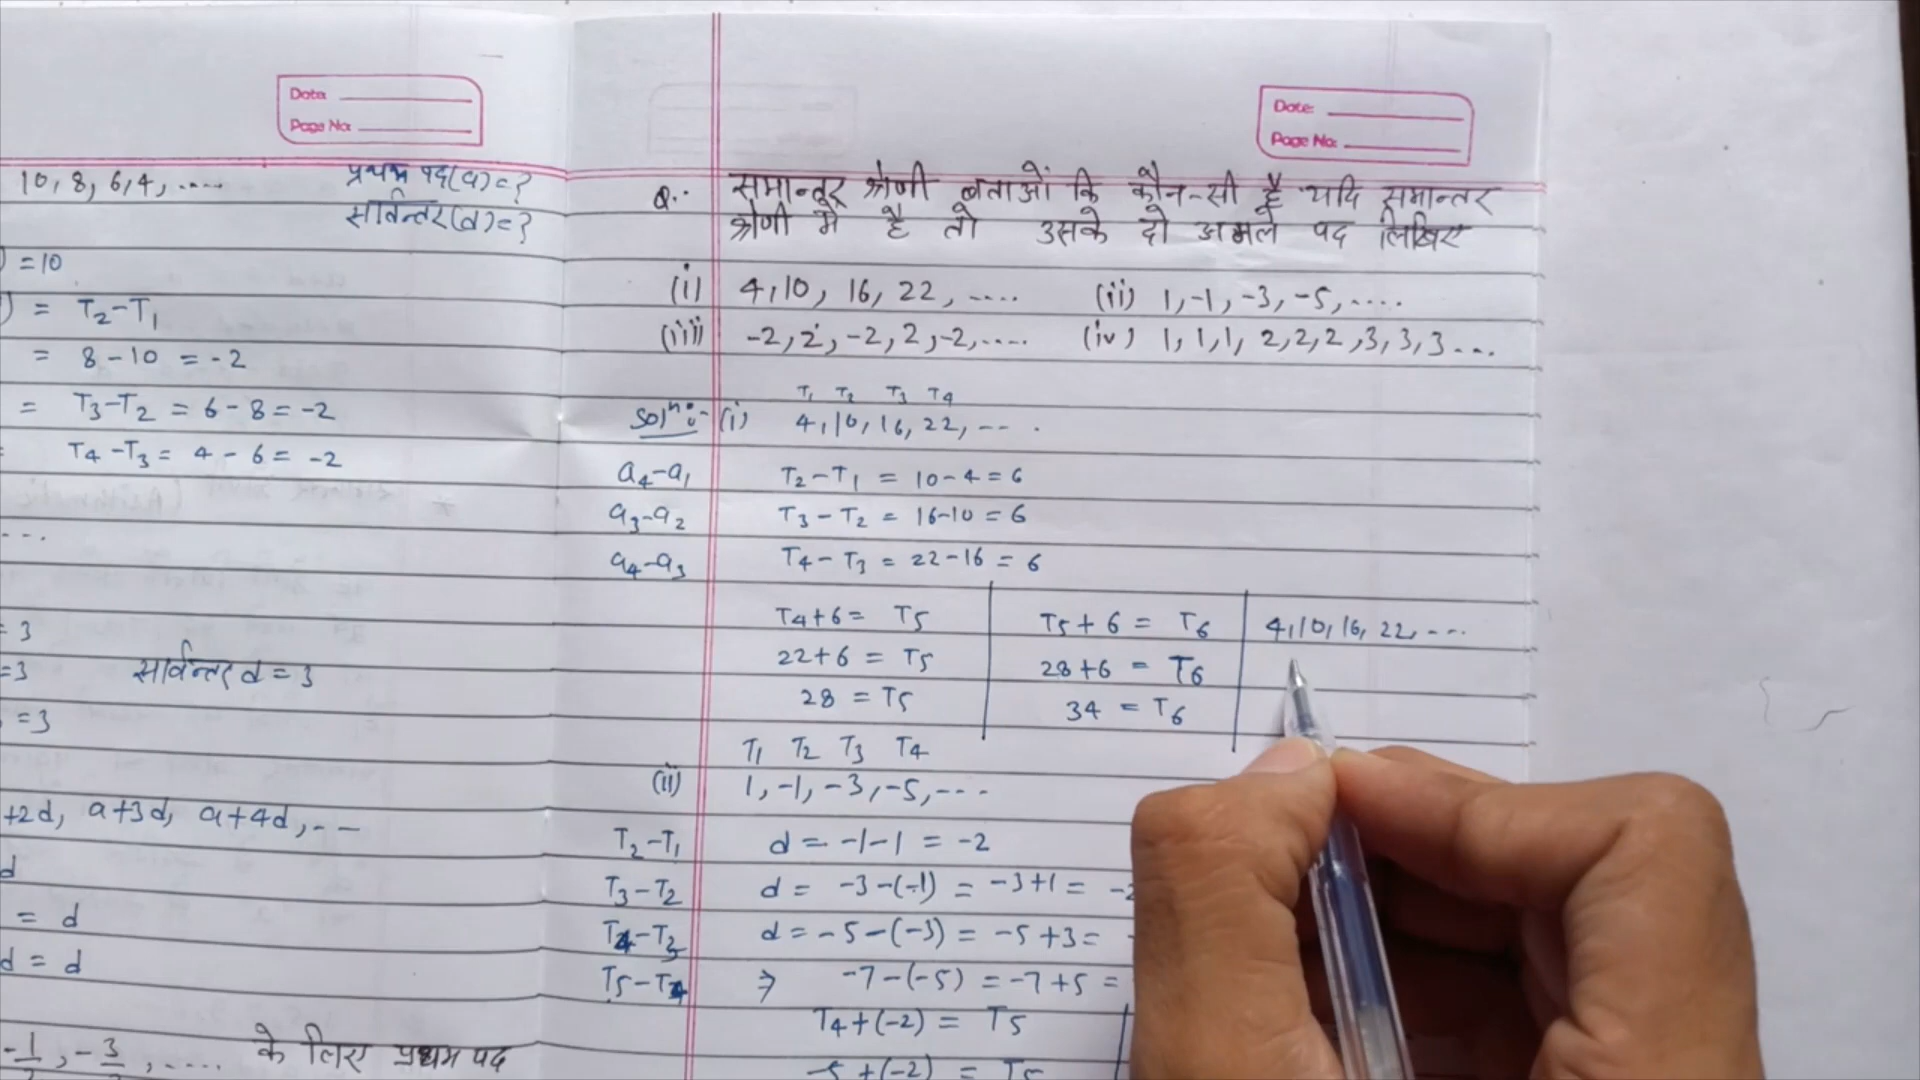 Date
Page No:
10, 8, 6, 4, ..... प्रथम पद(a)=?
सार्वन्तर(d)=?
) =10
) = T₂-T₁
= 8-10 = -2
= T₃-T₂ = 6-8 = -2
T₄-T₃ = 4-6 = -2
...
= 3
=3 सार्वन्तर d=3
=3
+2d, a+3d, a+4d, --
d
= d
d = d
-1/, -3/, ..... के लिए प्रथम पद
Date:
Page No:
Q.. समान्तर श्रेणी बताओं कि कौन-सी है यदि समान्तर
श्रेणी में है तो उसके दो अगले पद लिखिए
(i) 4, 10, 16, 22, .... (ii) 1, -1, -3, -5, .....
(iii) -2, 2, -2, 2, -2, ..... (iv) 1, 1, 1, 2, 2, 2, 3, 3, 3...
T₁ T₂ T₃ T₄
Solⁿ:- (i) 4, 10, 16, 22, -- .
a₄-a₁ T₂-T₁ = 10-4 = 6
a₃-a₂ T₃-T₂ = 16-10 = 6
a₄-a₃ T₄-T₃ = 22-16 = 6
T₄+6 = T₅ T₅+6 = T₆ 4, 10, 16, 22, ---
22+6 = T₅ 28+6 = T₆
28 = T₅ 34 = T₆
T₁ T₂ T₃ T₄
(ii) 1, -1, -3, -5, ---
T₂-T₁ d = -1-1 = -2
T₃-T₂ d = -3-(-1) = -3+1 = -2
T₄-T₃ d = -5-(-3) = -5+3 = -
T₅-T₄ ⇒ -7-(-5) = -7+5 =
T₄+(-2) = T₅
-5+(-2) = T₅